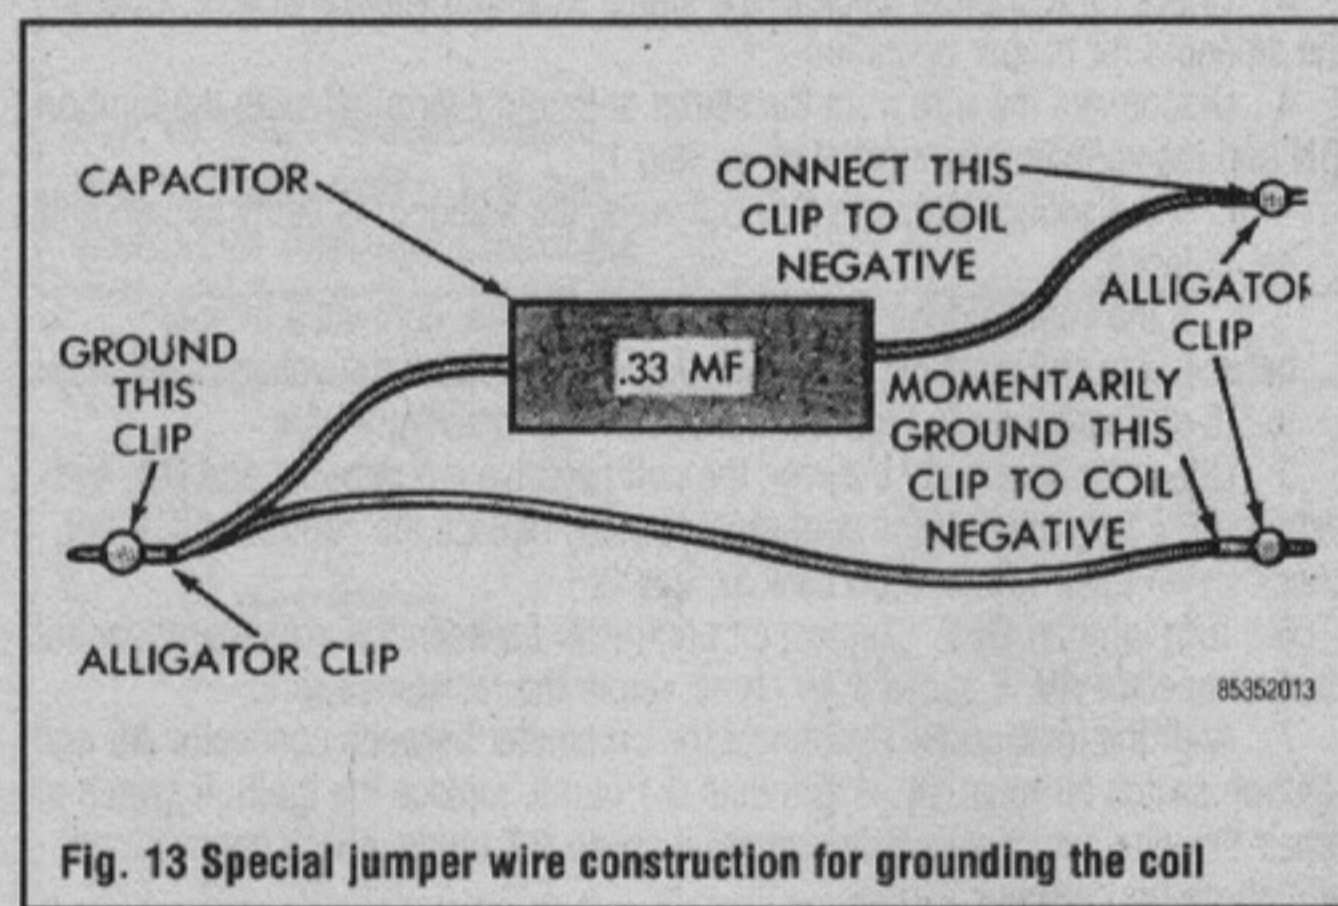 CAPACITOR
CONNECT THIS
CLIP TO COIL
NEGATIVE
ALLIGATOR
CLIP
GROUND
THIS
CLIP
.33 MF
MOMENTARILY
GROUND THIS
CLIP TO COIL
NEGATIVE
ALLIGATOR CLIP
85352013
Fig. 13 Special jumper wire construction for grounding the coil